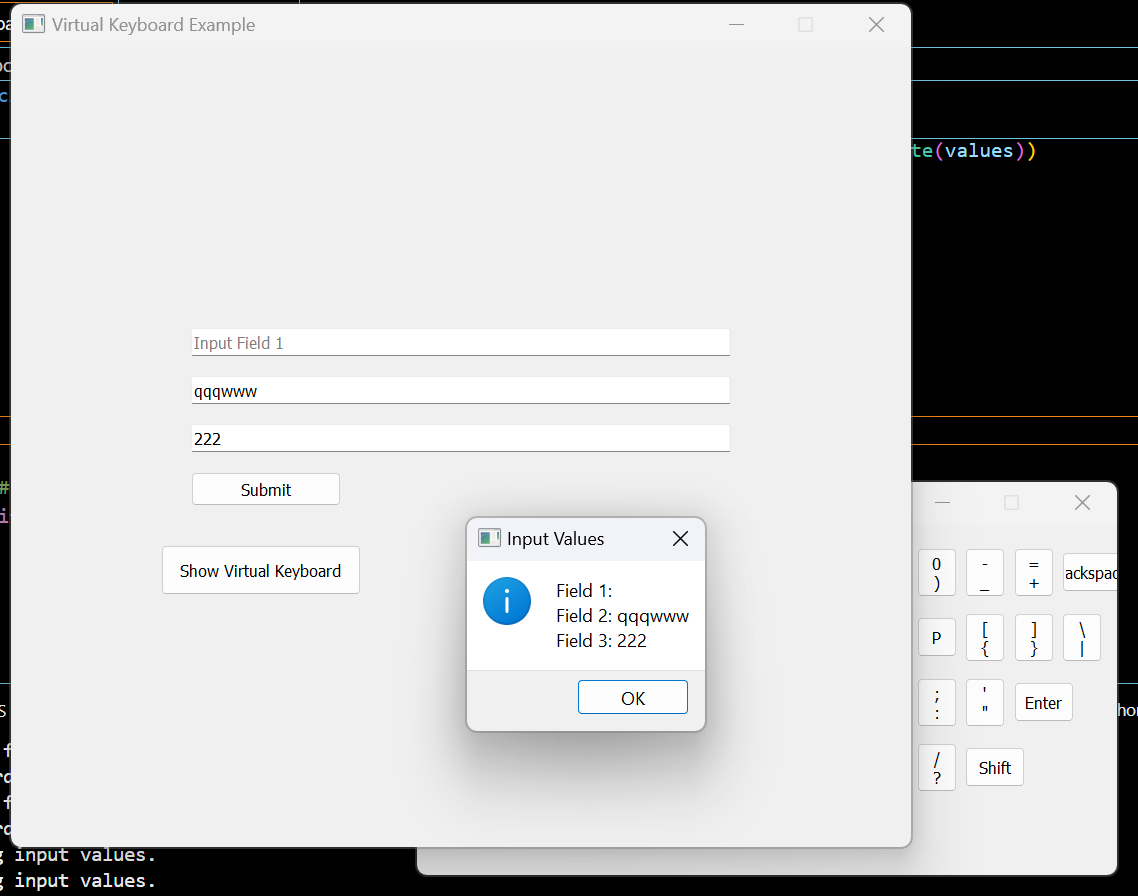 Virtual Keyboard Example
te(values))
Input Field 1
qqqwww
222
Submit
Show Virtual Keyboard
Input Values
Field 1:
Field 2: qqqwww
Field 3: 222
OK
0 - = ackspac
) _ +
P [ ] \
{ } |
; ' Enter
: "
/ Shift
?
#
input values.
input values.